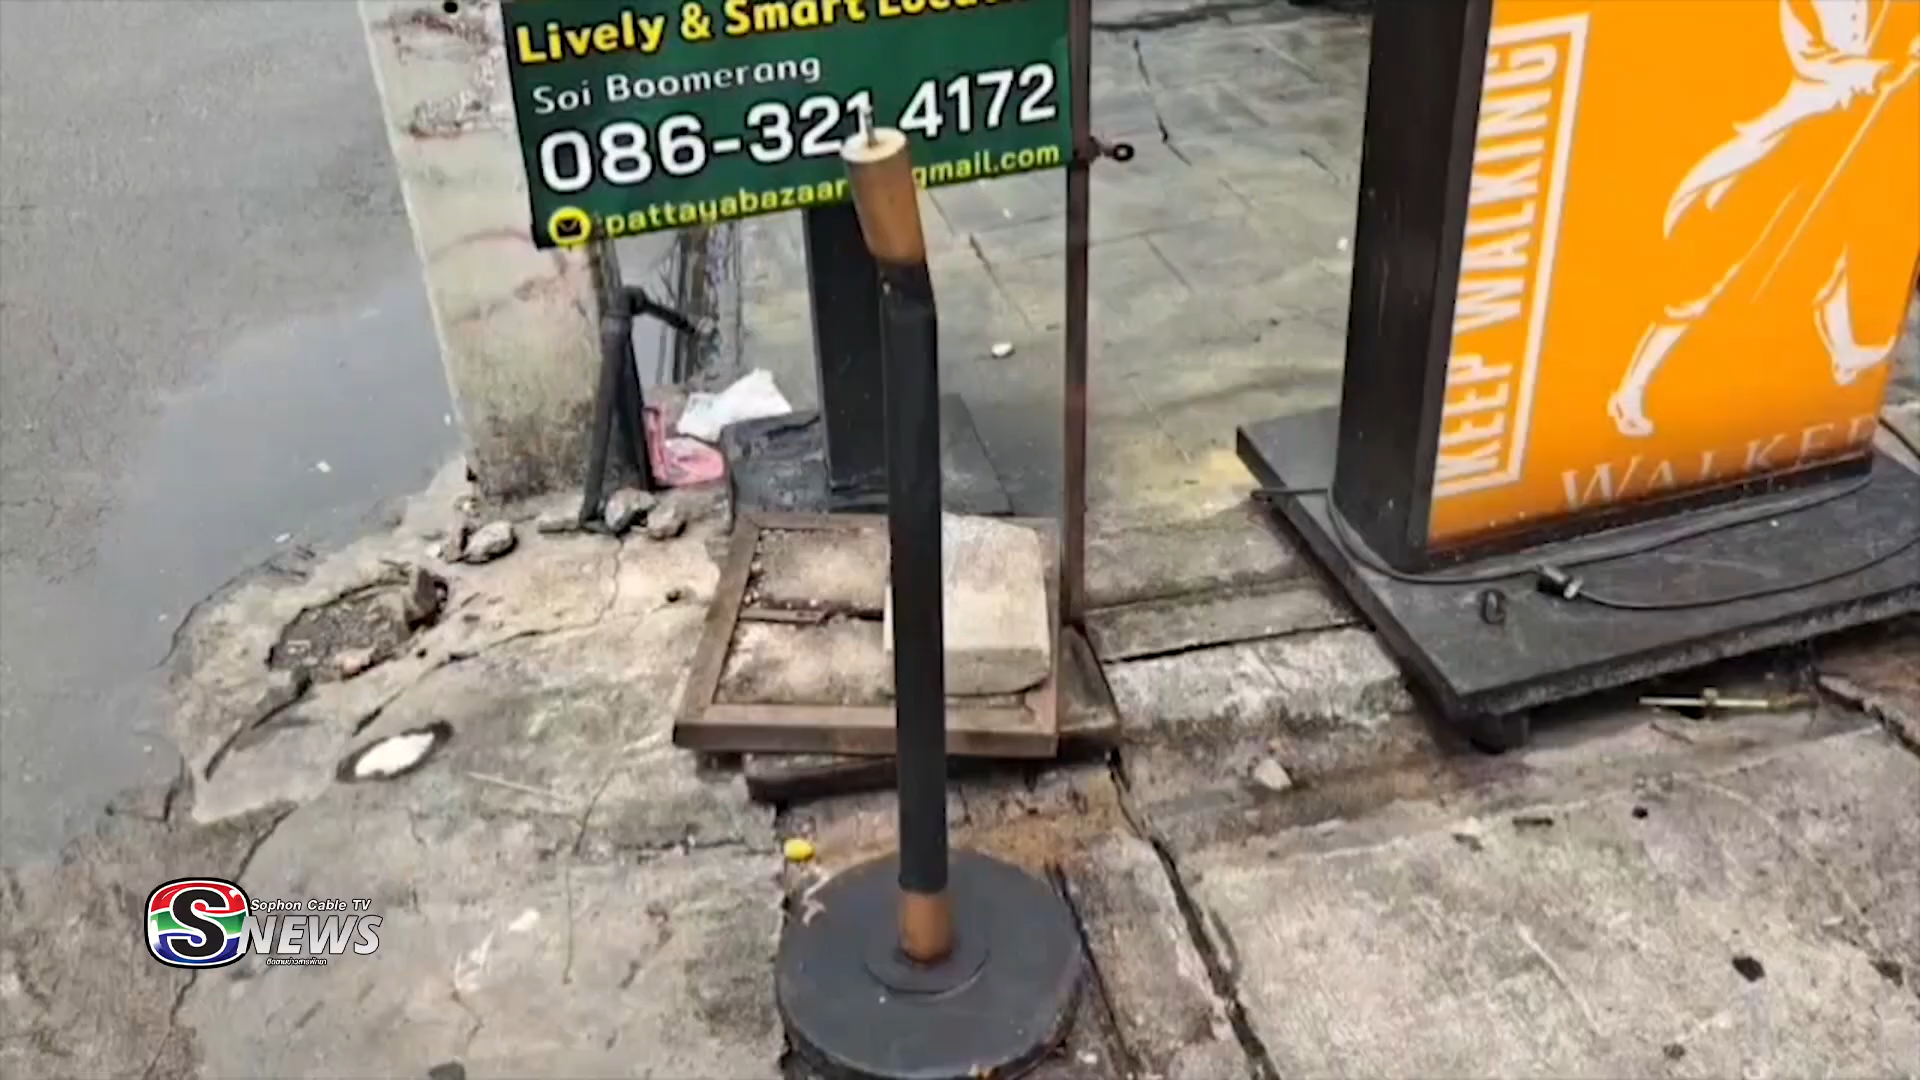 Lively & Smart
Soi Boomerang
086-321 4172
pattayabazaar gmail.com
KEEP WALKING
WALKER
Sophon Cable TV
S NEWS